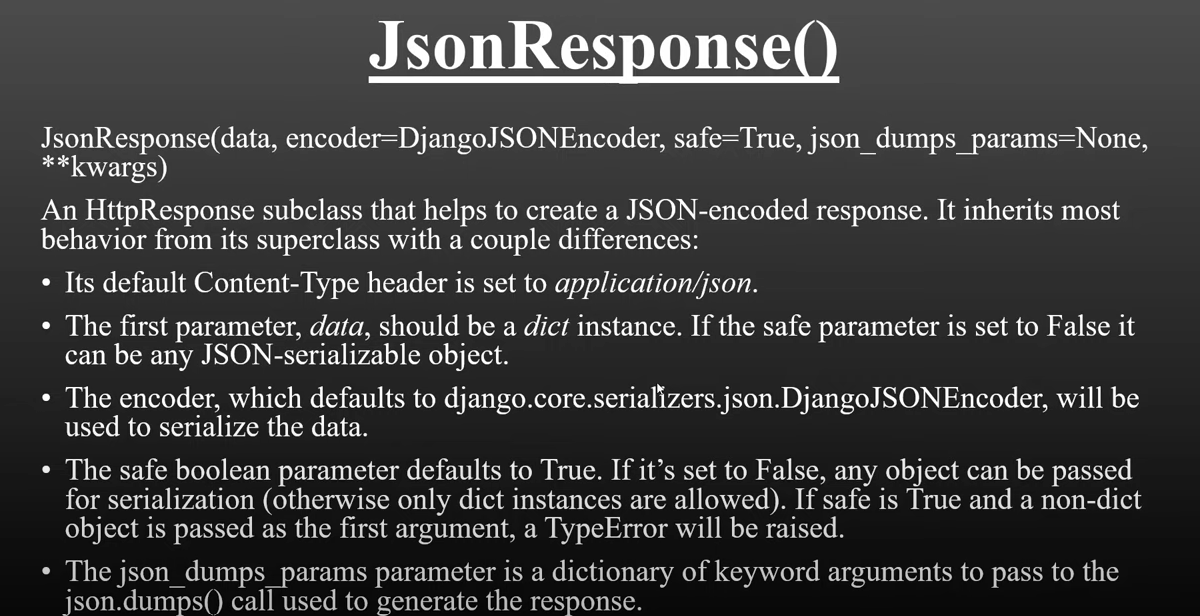 JsonResponse()
JsonResponse(data, encoder=DjangoJSONEncoder, safe=True, json_dumps_params=None,
**kwargs)
An HttpResponse subclass that helps to create a JSON-encoded response. It inherits most
behavior from its superclass with a couple differences:
• Its default Content-Type header is set to application/json.
• The first parameter, data, should be a dict instance. If the safe parameter is set to False it
can be any JSON-serializable object.
• The encoder, which defaults to django.core.serializers.json.DjangoJSONEncoder, will be
used to serialize the data.
• The safe boolean parameter defaults to True. If it’s set to False, any object can be passed
for serialization (otherwise only dict instances are allowed). If safe is True and a non-dict
object is passed as the first argument, a TypeError will be raised.
• The json_dumps_params parameter is a dictionary of keyword arguments to pass to the
json.dumps() call used to generate the response.